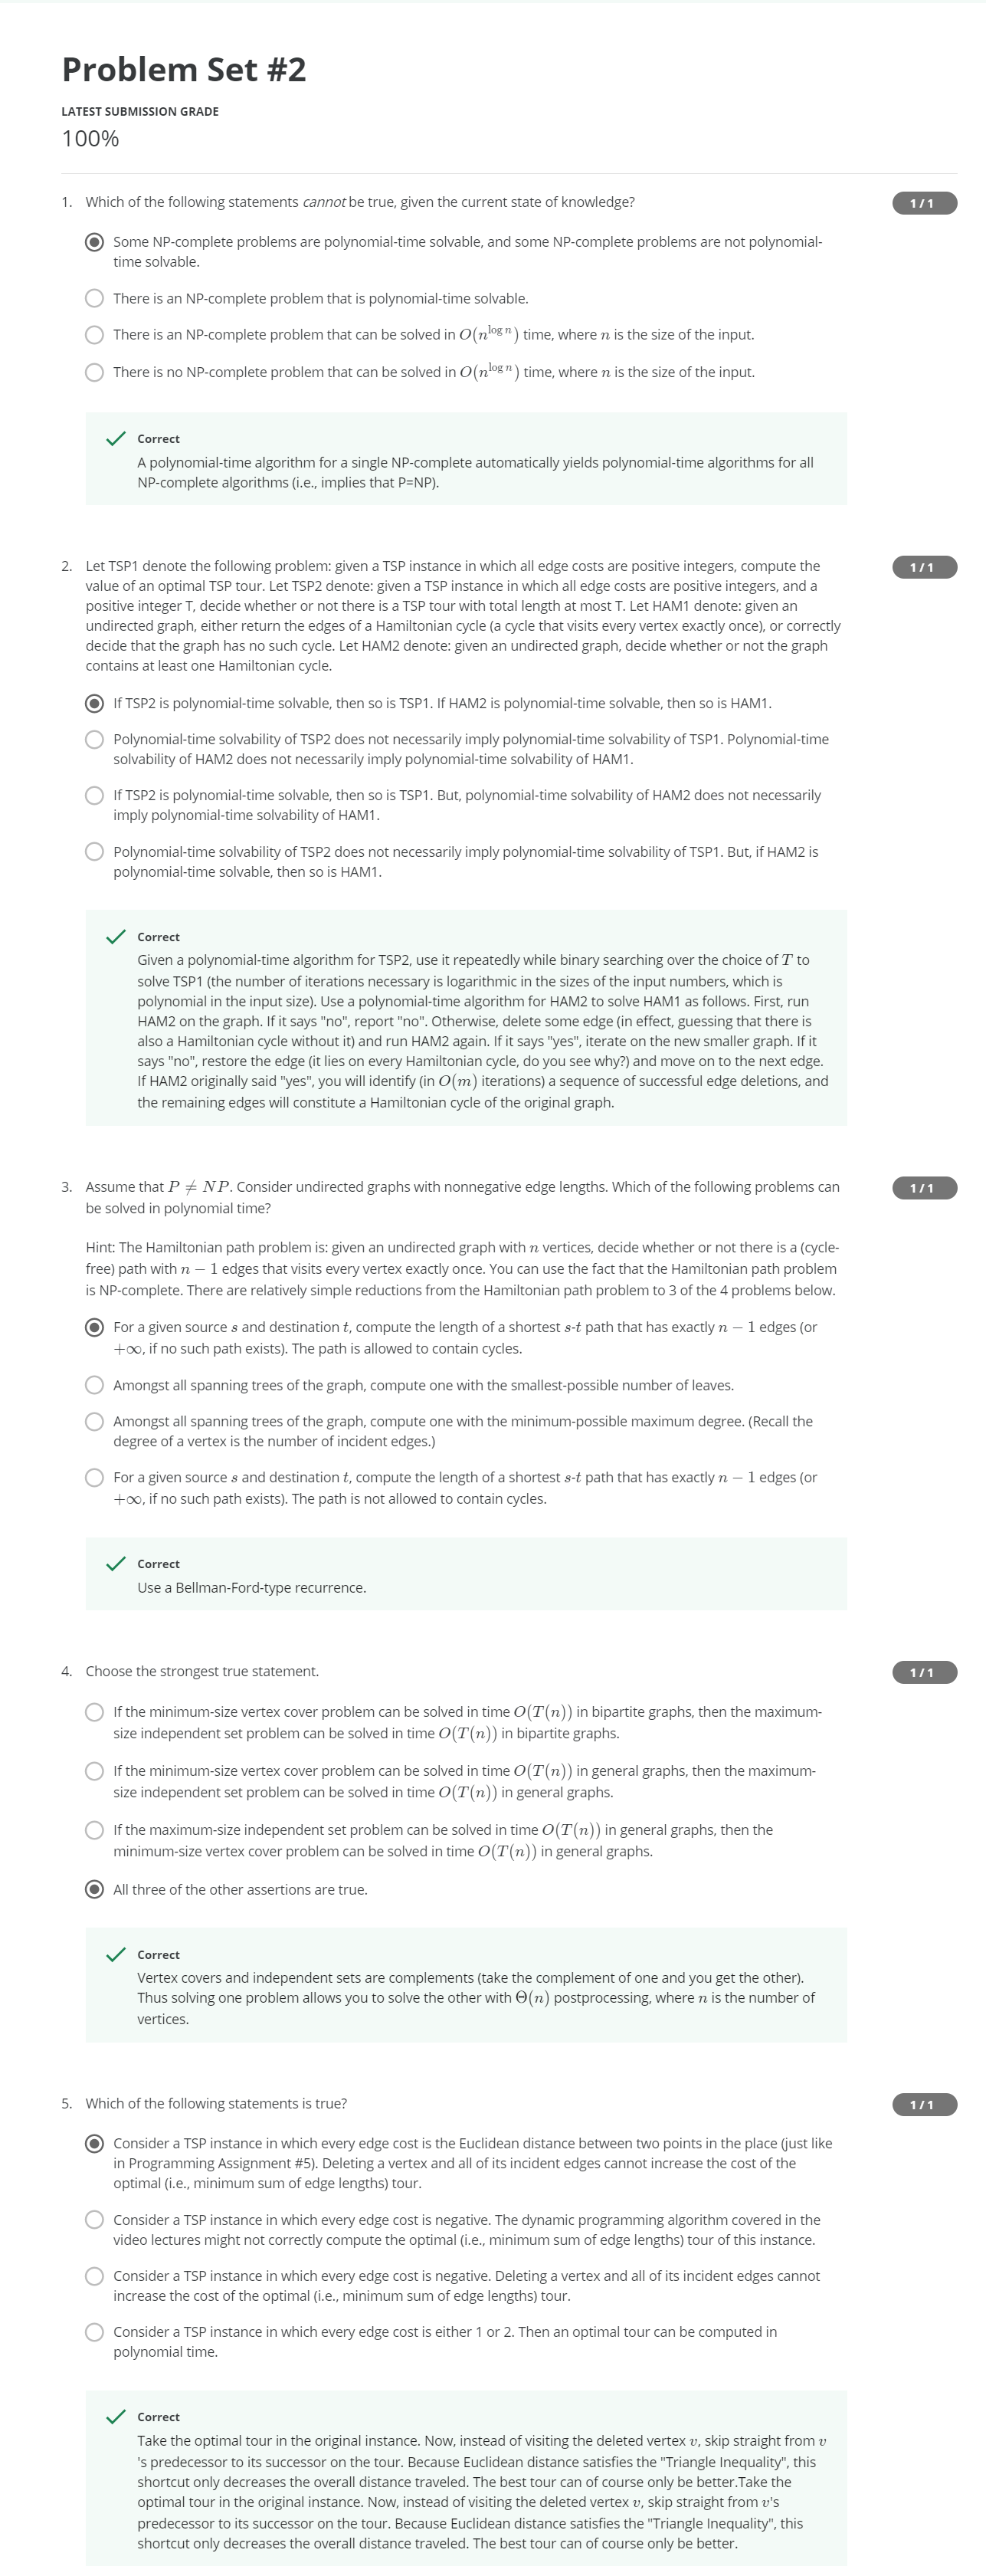 Problem Set #2
LATEST SUBMISSION GRADE
100%
1. Which of the following statements cannot be true, given the current state of knowledge?
1 / 1
Some NP-complete problems are polynomial-time solvable, and some NP-complete problems are not polynomial-
time solvable.
There is an NP-complete problem that is polynomial-time solvable.
There is an NP-complete problem that can be solved in O(n^{log n}) time, where n is the size of the input.
There is no NP-complete problem that can be solved in O(n^{log n}) time, where n is the size of the input.
Correct
A polynomial-time algorithm for a single NP-complete automatically yields polynomial-time algorithms for all
NP-complete algorithms (i.e., implies that P=NP).
2. Let TSP1 denote the following problem: given a TSP instance in which all edge costs are positive integers, compute the
1 / 1
value of an optimal TSP tour. Let TSP2 denote: given a TSP instance in which all edge costs are positive integers, and a
positive integer T, decide whether or not there is a TSP tour with total length at most T. Let HAM1 denote: given an
undirected graph, either return the edges of a Hamiltonian cycle (a cycle that visits every vertex exactly once), or correctly
decide that the graph has no such cycle. Let HAM2 denote: given an undirected graph, decide whether or not the graph
contains at least one Hamiltonian cycle.
If TSP2 is polynomial-time solvable, then so is TSP1. If HAM2 is polynomial-time solvable, then so is HAM1.
Polynomial-time solvability of TSP2 does not necessarily imply polynomial-time solvability of TSP1. Polynomial-time
solvability of HAM2 does not necessarily imply polynomial-time solvability of HAM1.
If TSP2 is polynomial-time solvable, then so is TSP1. But, polynomial-time solvability of HAM2 does not necessarily
imply polynomial-time solvability of HAM1.
Polynomial-time solvability of TSP2 does not necessarily imply polynomial-time solvability of TSP1. But, if HAM2 is
polynomial-time solvable, then so is HAM1.
Correct
Given a polynomial-time algorithm for TSP2, use it repeatedly while binary searching over the choice of T to
solve TSP1 (the number of iterations necessary is logarithmic in the sizes of the input numbers, which is
polynomial in the input size). Use a polynomial-time algorithm for HAM2 to solve HAM1 as follows. First, run
HAM2 on the graph. If it says "no", report "no". Otherwise, delete some edge (in effect, guessing that there is
also a Hamiltonian cycle without it) and run HAM2 again. If it says "yes", iterate on the new smaller graph. If it
says "no", restore the edge (it lies on every Hamiltonian cycle, do you see why?) and move on to the next edge.
If HAM2 originally said "yes", you will identify (in O(m) iterations) a sequence of successful edge deletions, and
the remaining edges will constitute a Hamiltonian cycle of the original graph.
3. Assume that P ≠ NP. Consider undirected graphs with nonnegative edge lengths. Which of the following problems can
1 / 1
be solved in polynomial time?
Hint: The Hamiltonian path problem is: given an undirected graph with n vertices, decide whether or not there is a (cycle-
free) path with n − 1 edges that visits every vertex exactly once. You can use the fact that the Hamiltonian path problem
is NP-complete. There are relatively simple reductions from the Hamiltonian path problem to 3 of the 4 problems below.
For a given source s and destination t, compute the length of a shortest s-t path that has exactly n − 1 edges (or
+∞, if no such path exists). The path is allowed to contain cycles.
Amongst all spanning trees of the graph, compute one with the smallest-possible number of leaves.
Amongst all spanning trees of the graph, compute one with the minimum-possible maximum degree. (Recall the
degree of a vertex is the number of incident edges.)
For a given source s and destination t, compute the length of a shortest s-t path that has exactly n − 1 edges (or
+∞, if no such path exists). The path is not allowed to contain cycles.
Correct
Use a Bellman-Ford-type recurrence.
4. Choose the strongest true statement.
1 / 1
If the minimum-size vertex cover problem can be solved in time O(T(n)) in bipartite graphs, then the maximum-
size independent set problem can be solved in time O(T(n)) in bipartite graphs.
If the minimum-size vertex cover problem can be solved in time O(T(n)) in general graphs, then the maximum-
size independent set problem can be solved in time O(T(n)) in general graphs.
If the maximum-size independent set problem can be solved in time O(T(n)) in general graphs, then the
minimum-size vertex cover problem can be solved in time O(T(n)) in general graphs.
All three of the other assertions are true.
Correct
Vertex covers and independent sets are complements (take the complement of one and you get the other).
Thus solving one problem allows you to solve the other with Θ(n) postprocessing, where n is the number of
vertices.
5. Which of the following statements is true?
1 / 1
Consider a TSP instance in which every edge cost is the Euclidean distance between two points in the place (just like
in Programming Assignment #5). Deleting a vertex and all of its incident edges cannot increase the cost of the
optimal (i.e., minimum sum of edge lengths) tour.
Consider a TSP instance in which every edge cost is negative. The dynamic programming algorithm covered in the
video lectures might not correctly compute the optimal (i.e., minimum sum of edge lengths) tour of this instance.
Consider a TSP instance in which every edge cost is negative. Deleting a vertex and all of its incident edges cannot
increase the cost of the optimal (i.e., minimum sum of edge lengths) tour.
Consider a TSP instance in which every edge cost is either 1 or 2. Then an optimal tour can be computed in
polynomial time.
Correct
Take the optimal tour in the original instance. Now, instead of visiting the deleted vertex v, skip straight from v
's predecessor to its successor on the tour. Because Euclidean distance satisfies the "Triangle Inequality", this
shortcut only decreases the overall distance traveled. The best tour can of course only be better.Take the
optimal tour in the original instance. Now, instead of visiting the deleted vertex v, skip straight from v's
predecessor to its successor on the tour. Because Euclidean distance satisfies the "Triangle Inequality", this
shortcut only decreases the overall distance traveled. The best tour can of course only be better.